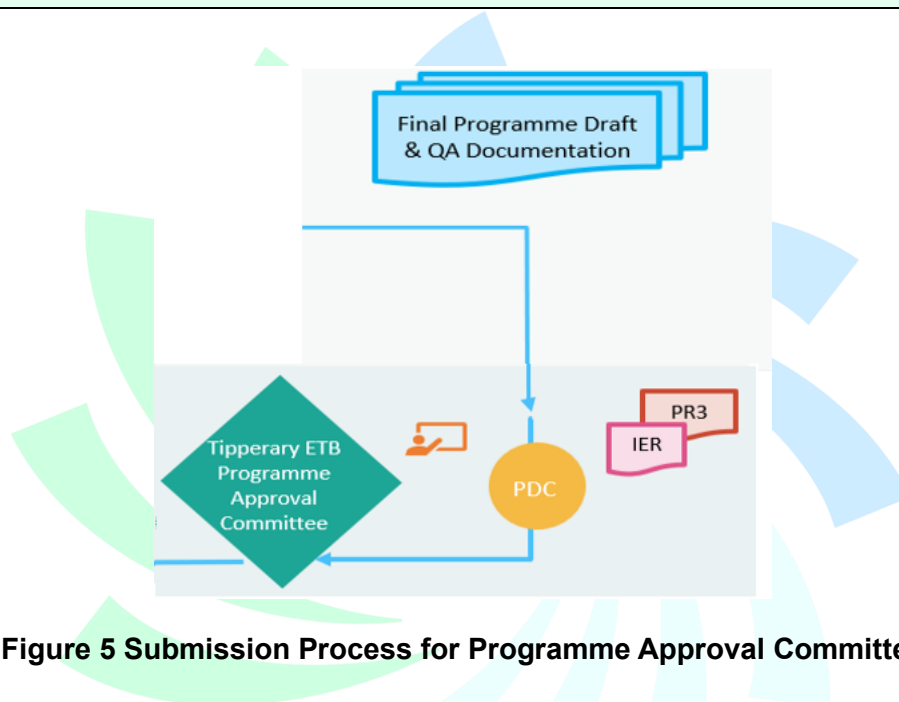 Final Programme Draft
& QA Documentation
PR3
IER
Tipperary ETB
Programme
Approval
Committee
PDC
Figure 5 Submission Process for Programme Approval Committe